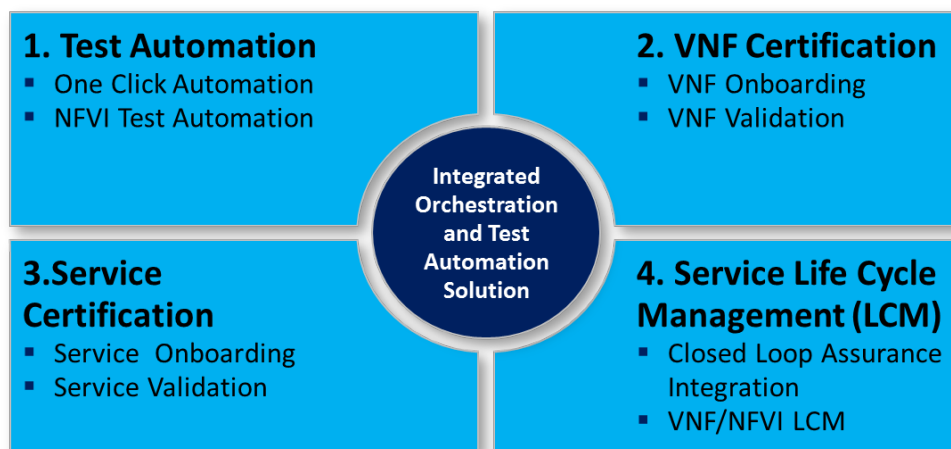 1. Test Automation
▪ One Click Automation
▪ NFVI Test Automation
2. VNF Certification
▪ VNF Onboarding
▪ VNF Validation
Integrated
Orchestration
and Test
Automation
Solution
3.Service
Certification
▪ Service Onboarding
▪ Service Validation
4. Service Life Cycle
Management (LCM)
▪ Closed Loop Assurance
Integration
▪ VNF/NFVI LCM